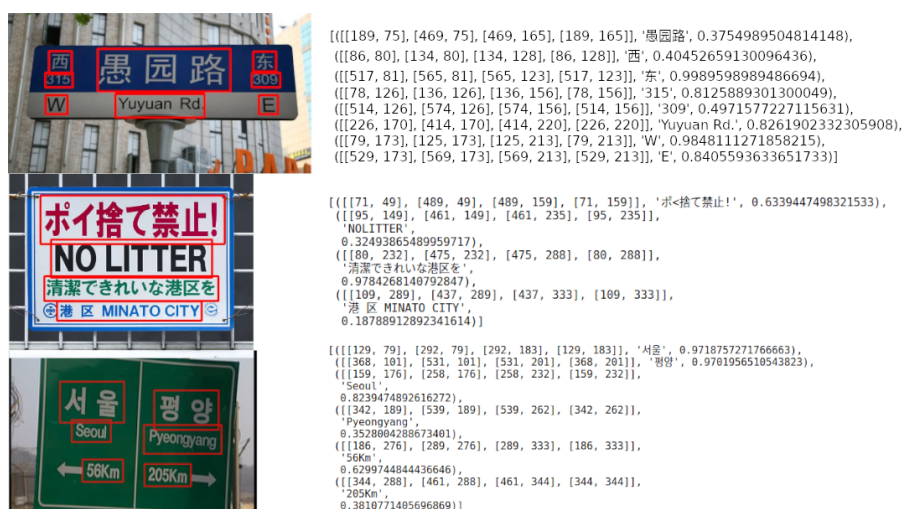 西 愚园路 东
315 309
W Yuyuan Rd. E
[([[189, 75], [469, 75], [469, 165], [189, 165]], '愚园路', 0.3754989504814148),
([[86, 80], [134, 80], [134, 128], [86, 128]], '西', 0.40452659130096436),
([[517, 81], [565, 81], [565, 123], [517, 123]], '东', 0.9989598989486694),
([[78, 126], [136, 126], [136, 156], [78, 156]], '315', 0.8125889301300049),
([[514, 126], [574, 126], [574, 156], [514, 156]], '309', 0.4971577227115631),
([[226, 170], [414, 170], [414, 220], [226, 220]], 'Yuyuan Rd.', 0.8261902332305908),
([[79, 173], [125, 173], [125, 213], [79, 213]], 'W', 0.9848111271858215),
([[529, 173], [569, 173], [569, 213], [529, 213]], 'E', 0.8405593633651733)]
ポイ捨て禁止!
NO LITTER
清潔できれいな港区を
港 区 MINATO CITY
[([[71, 49], [489, 49], [489, 159], [71, 159]], 'ポ<捨て禁止!', 0.6339447498321533),
([[95, 149], [461, 149], [461, 235], [95, 235]],
'NOLITTER',
0.32493865489959717),
([[80, 232], [475, 232], [475, 288], [80, 288]],
'清潔できれいな港区を',
0.9784268140792847),
([[109, 289], [437, 289], [437, 333], [109, 333]],
'港 区 MINATO CITY',
0.18788912892341614)]
서울 평양
Seoul Pyeongyang
56Km 205Km
[([[129, 79], [292, 79], [292, 183], [129, 183]], '서울', 0.9718757271766663),
([[368, 101], [531, 101], [531, 201], [368, 201]], '평양', 0.9701956510543823),
([[159, 176], [258, 176], [258, 232], [159, 232]],
'Seoul',
0.8239474892616272),
([[342, 189], [539, 189], [539, 262], [342, 262]],
'Pyeongyang',
0.3528004288673401),
([[186, 276], [289, 276], [289, 333], [186, 333]],
'56Km',
0.6299744844436646),
([[344, 288], [461, 288], [461, 344], [344, 344]],
'205Km',
0.3810771405696869)]